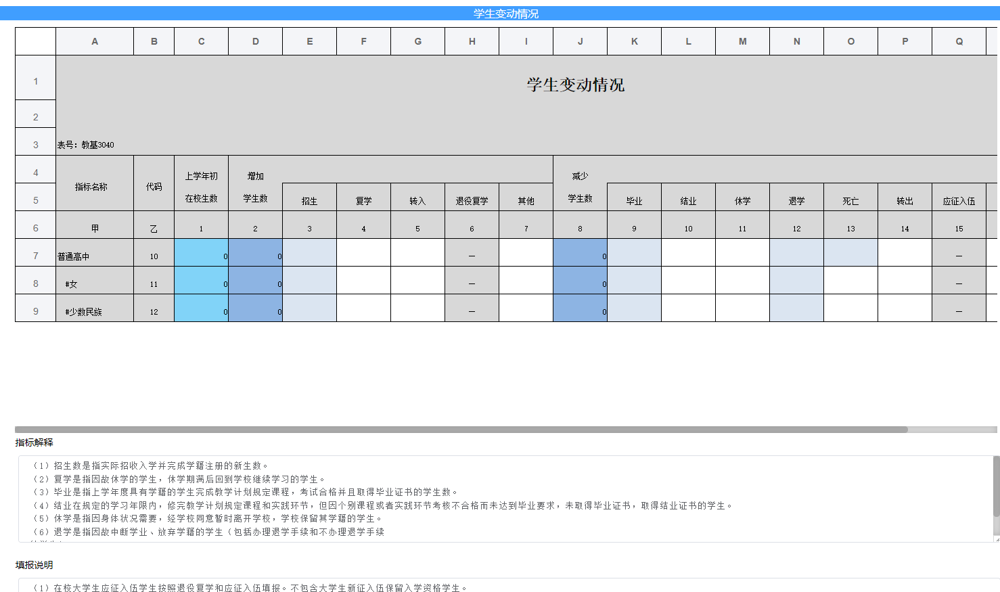 学生变动情况
A B C D E F G H I J K L M N O P Q
1
学生变动情况
2
3 表号：教基3040
4 指标名称 代码 上学年初 增加 减少
5 在校生数 学生数 招生 复学 转入 退役复学 其他 学生数 毕业 结业 休学 退学 死亡 转出 应征入伍
6 甲 乙 1 2 3 4 5 6 7 8 9 10 11 12 13 14 15
7 普通高中 10 0 0 — 0 —
8 #女 11 0 0 — 0 —
9 #少数民族 12 0 0 — 0 —
指标解释
（1）招生数是指实际招收入学并完成学籍注册的新生数。
（2）复学是指因故休学的学生，休学期满后回到学校继续学习的学生。
（3）毕业是指上学年度具有学籍的学生完成教学计划规定课程，考试合格并且取得毕业证书的学生数。
（4）结业在规定的学习年限内，修完教学计划规定课程和实践环节，但因个别课程或者实践环节考核不合格而未达到毕业要求，未取得毕业证书，取得结业证书的学生。
（5）休学是指因身体状况需要，经学校同意暂时离开学校，学校保留其学籍的学生。
（6）退学是指因故中断学业、放弃学籍的学生（包括办理退学手续和不办理退学手续
填报说明
（1）在校大学生应征入伍学生按照退役复学和应征入伍填报。不包含大学生新征入伍保留入学资格学生。